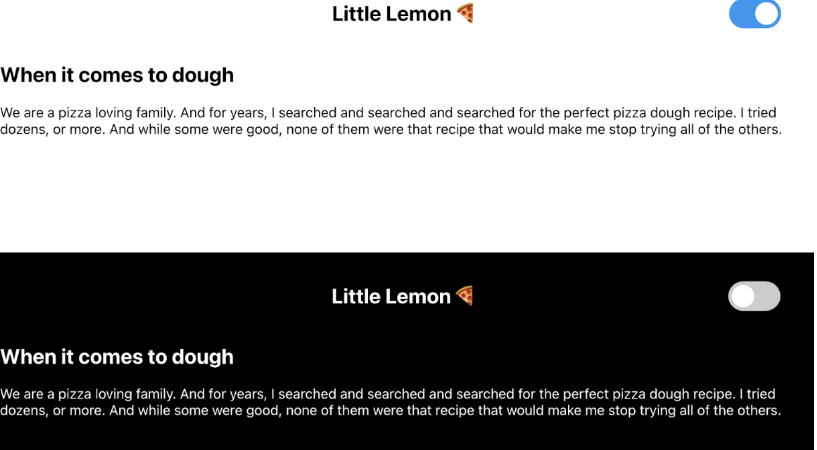 Little Lemon 🍕
When it comes to dough
We are a pizza loving family. And for years, I searched and searched and searched for the perfect pizza dough recipe. I tried
dozens, or more. And while some were good, none of them were that recipe that would make me stop trying all of the others.
Little Lemon 🍕
When it comes to dough
We are a pizza loving family. And for years, I searched and searched and searched for the perfect pizza dough recipe. I tried
dozens, or more. And while some were good, none of them were that recipe that would make me stop trying all of the others.